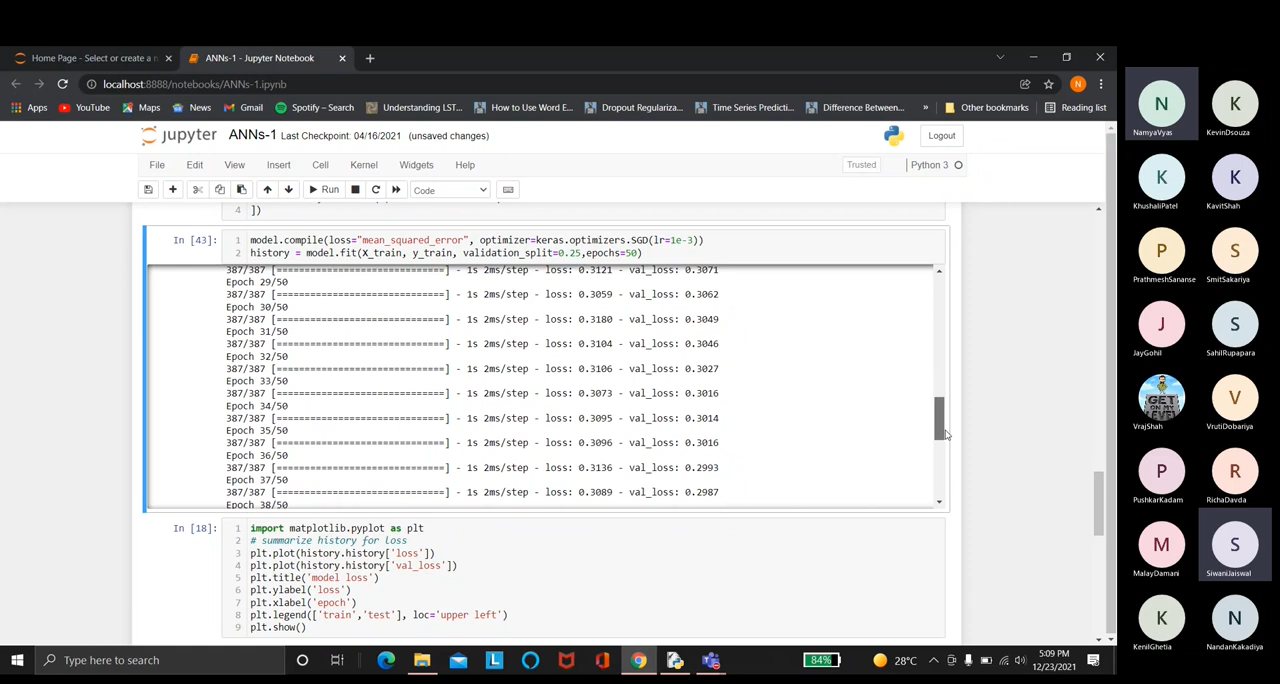 Home Page - Select or create a n
ANNs-1 - Jupyter Notebook
localhost:8888/notebooks/ANNs-1.ipynb
N
Apps
YouTube
Maps
News
Gmail
Spotify – Search
Understanding LST...
How to Use Word E...
Dropout Regulariza...
Time Series Predicti...
Difference Between...
»
Other bookmarks
Reading list
jupyter ANNs-1 Last Checkpoint: 04/16/2021 (unsaved changes)
Logout
File Edit View Insert Cell Kernel Widgets Help
Trusted
Python 3
Run
Code
4 ])
In [43]:
1 model.compile(loss="mean_squared_error", optimizer=keras.optimizers.SGD(lr=1e-3))
2 history = model.fit(X_train, y_train, validation_split=0.25,epochs=50)
387/387 [==============================] - 1s 2ms/step - loss: 0.3121 - val_loss: 0.3071
Epoch 29/50
387/387 [==============================] - 1s 2ms/step - loss: 0.3059 - val_loss: 0.3062
Epoch 30/50
387/387 [==============================] - 1s 2ms/step - loss: 0.3180 - val_loss: 0.3049
Epoch 31/50
387/387 [==============================] - 1s 2ms/step - loss: 0.3104 - val_loss: 0.3046
Epoch 32/50
387/387 [==============================] - 1s 2ms/step - loss: 0.3106 - val_loss: 0.3027
Epoch 33/50
387/387 [==============================] - 1s 2ms/step - loss: 0.3073 - val_loss: 0.3016
Epoch 34/50
387/387 [==============================] - 1s 2ms/step - loss: 0.3095 - val_loss: 0.3014
Epoch 35/50
387/387 [==============================] - 1s 2ms/step - loss: 0.3096 - val_loss: 0.3016
Epoch 36/50
387/387 [==============================] - 1s 2ms/step - loss: 0.3136 - val_loss: 0.2993
Epoch 37/50
387/387 [==============================] - 1s 2ms/step - loss: 0.3089 - val_loss: 0.2987
Epoch 38/50
In [18]:
1 import matplotlib.pyplot as plt
2 # summarize history for loss
3 plt.plot(history.history['loss'])
4 plt.plot(history.history['val_loss'])
5 plt.title('model loss')
6 plt.ylabel('loss')
7 plt.xlabel('epoch')
8 plt.legend(['train','test'], loc='upper left')
9 plt.show()
Type here to search
84%
28°C
5:09 PM
12/23/2021
N
NamyaVyas
K
KevinDsouza
K
KhushaliPatel
K
KavitShah
P
PrathmeshSananse
S
SmitSakariya
J
JayGohil
S
SahilRupapara
GET
ON MY
LEVEL
VrajShah
V
VrutiDobariya
P
PushkarKadam
R
RichaDavda
M
MalayDamani
S
SiwaniJaiswal
K
KenilGhetia
N
NandanKakadiya